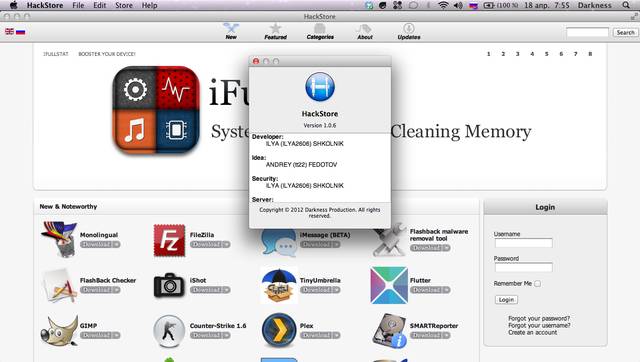 HackStore File Edit Store Help
(100 %) 18 апр. 7:55 Darkness
HackStore
New Featured Categories About Updates
Search
IFULLSTAT. BOOSTER YOUR DEVICE!
1 2 3 4 5 6 7 8
iFu
Syste
Cleaning Memory
HackStore
Version 1.0.6
Developer:
ILYA (ILYA2606) SHKOLNIK
Idea:
ANDREY (tt22) FEDOTOV
Security:
ILYA (ILYA2606) SHKOLNIK
Server:
Copyright © 2012 Darkness Production. All rights
reserved.
New & Noteworthy
Monolingual
Download
FileZilla
Download
iMessage (BETA)
Download
Flashback malware
removal tool
Download
FlashBack Checker
Download
iShot
Download
TinyUmbrella
Download
Flutter
Download
GIMP
Download
Counter-Strike 1.6
Download
Plex
Download
SMARTReporter
Download
Login
Username
Password
Remember Me
Login
Forgot your password?
Forgot your username?
Create an account